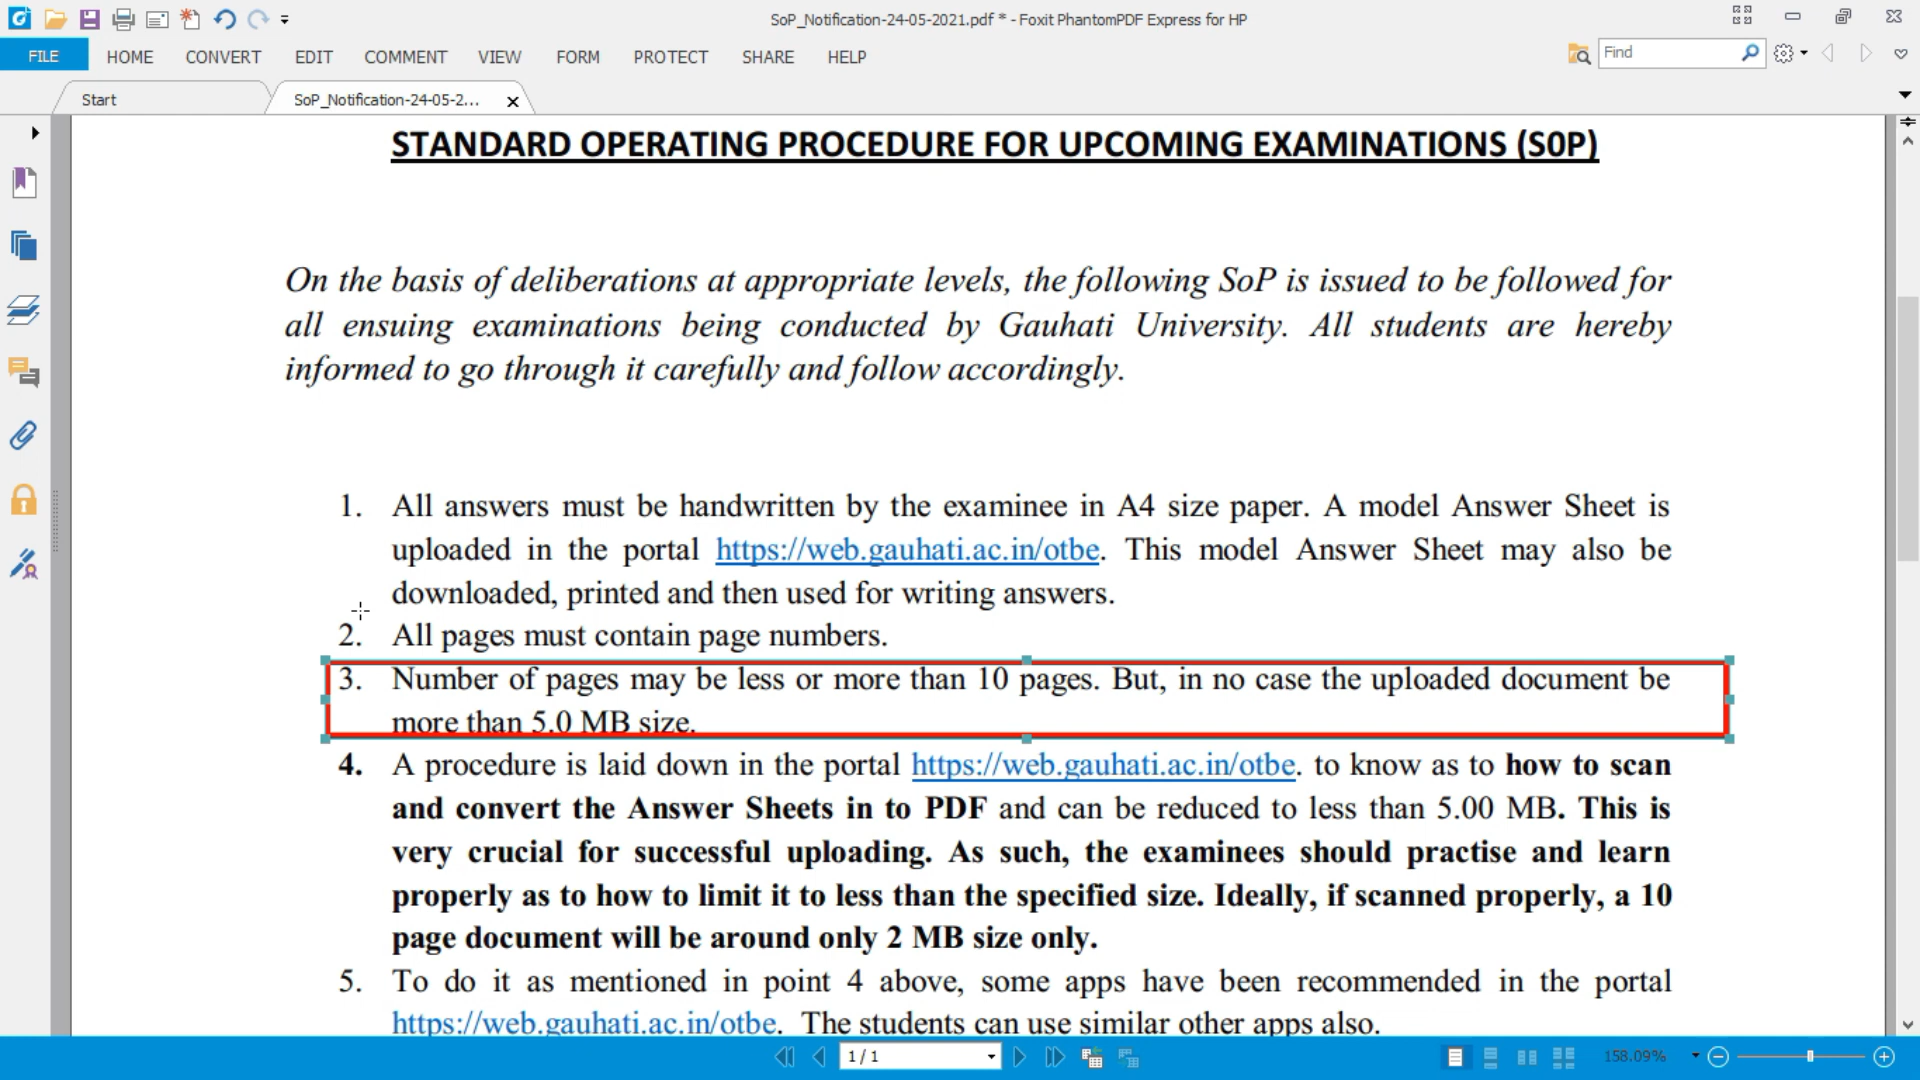 SoP_Notification-24-05-2021.pdf * - Foxit PhantomPDF Express for HP
FILE HOME CONVERT EDIT COMMENT VIEW FORM PROTECT SHARE HELP Find
Start SoP_Notification-24-05-2...
STANDARD OPERATING PROCEDURE FOR UPCOMING EXAMINATIONS (S0P)
On the basis of deliberations at appropriate levels, the following SoP is issued to be followed for
all ensuing examinations being conducted by Gauhati University. All students are hereby
informed to go through it carefully and follow accordingly.
1. All answers must be handwritten by the examinee in A4 size paper. A model Answer Sheet is
uploaded in the portal https://web.gauhati.ac.in/otbe. This model Answer Sheet may also be
downloaded, printed and then used for writing answers.
2. All pages must contain page numbers.
3. Number of pages may be less or more than 10 pages. But, in no case the uploaded document be
more than 5.0 MB size.
4. A procedure is laid down in the portal https://web.gauhati.ac.in/otbe. to know as to how to scan
and convert the Answer Sheets in to PDF and can be reduced to less than 5.00 MB. This is
very crucial for successful uploading. As such, the examinees should practise and learn
properly as to how to limit it to less than the specified size. Ideally, if scanned properly, a 10
page document will be around only 2 MB size only.
5. To do it as mentioned in point 4 above, some apps have been recommended in the portal
https://web.gauhati.ac.in/otbe. The students can use similar other apps also.
1 / 1 158.09%